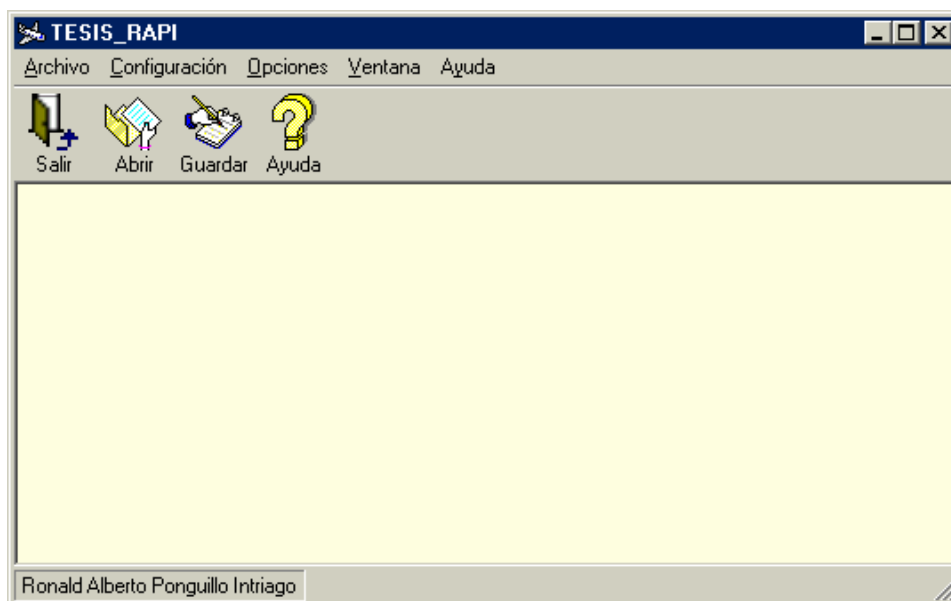 TESIS_RAPI
Archivo Configuración Opciones Ventana Ayuda
Salir Abrir Guardar Ayuda
Ronald Alberto Ponguillo Intriago